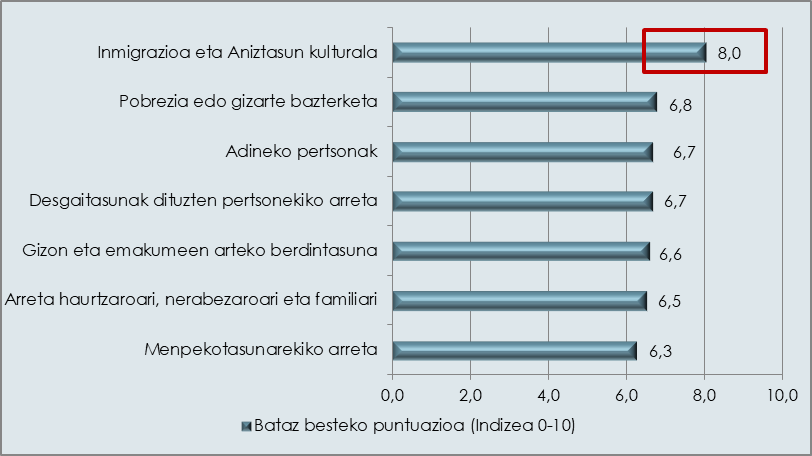 Inmigrazioa eta Aniztasun kulturala 8,0
Pobrezia edo gizarte bazterketa 6,8
Adineko pertsonak 6,7
Desgaitasunak dituzten pertsonekiko arreta 6,7
Gizon eta emakumeen arteko berdintasuna 6,6
Arreta haurtzaroari, nerabezaroari eta familiari 6,5
Menpekotasunarekiko arreta 6,3
0,0 2,0 4,0 6,0 8,0 10,0
Bataz besteko puntuazioa (Indizea 0-10)